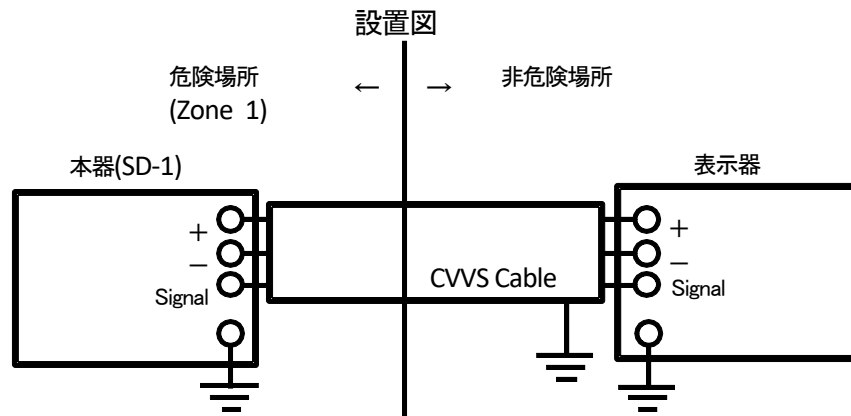 設置図
危険場所
(Zone 1)
← →
非危険場所
本器(SD-1)
表示器
+
−
Signal
CVVS Cable
+
−
Signal